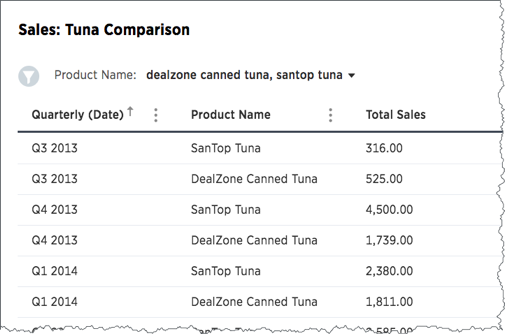 Sales: Tuna Comparison
Product Name: dealzone canned tuna, santop tuna
Quarterly (Date) Product Name Total Sales
Q3 2013 SanTop Tuna 316.00
Q3 2013 DealZone Canned Tuna 525.00
Q4 2013 SanTop Tuna 4,500.00
Q4 2013 DealZone Canned Tuna 1,739.00
Q1 2014 SanTop Tuna 2,380.00
Q1 2014 DealZone Canned Tuna 1,811.00